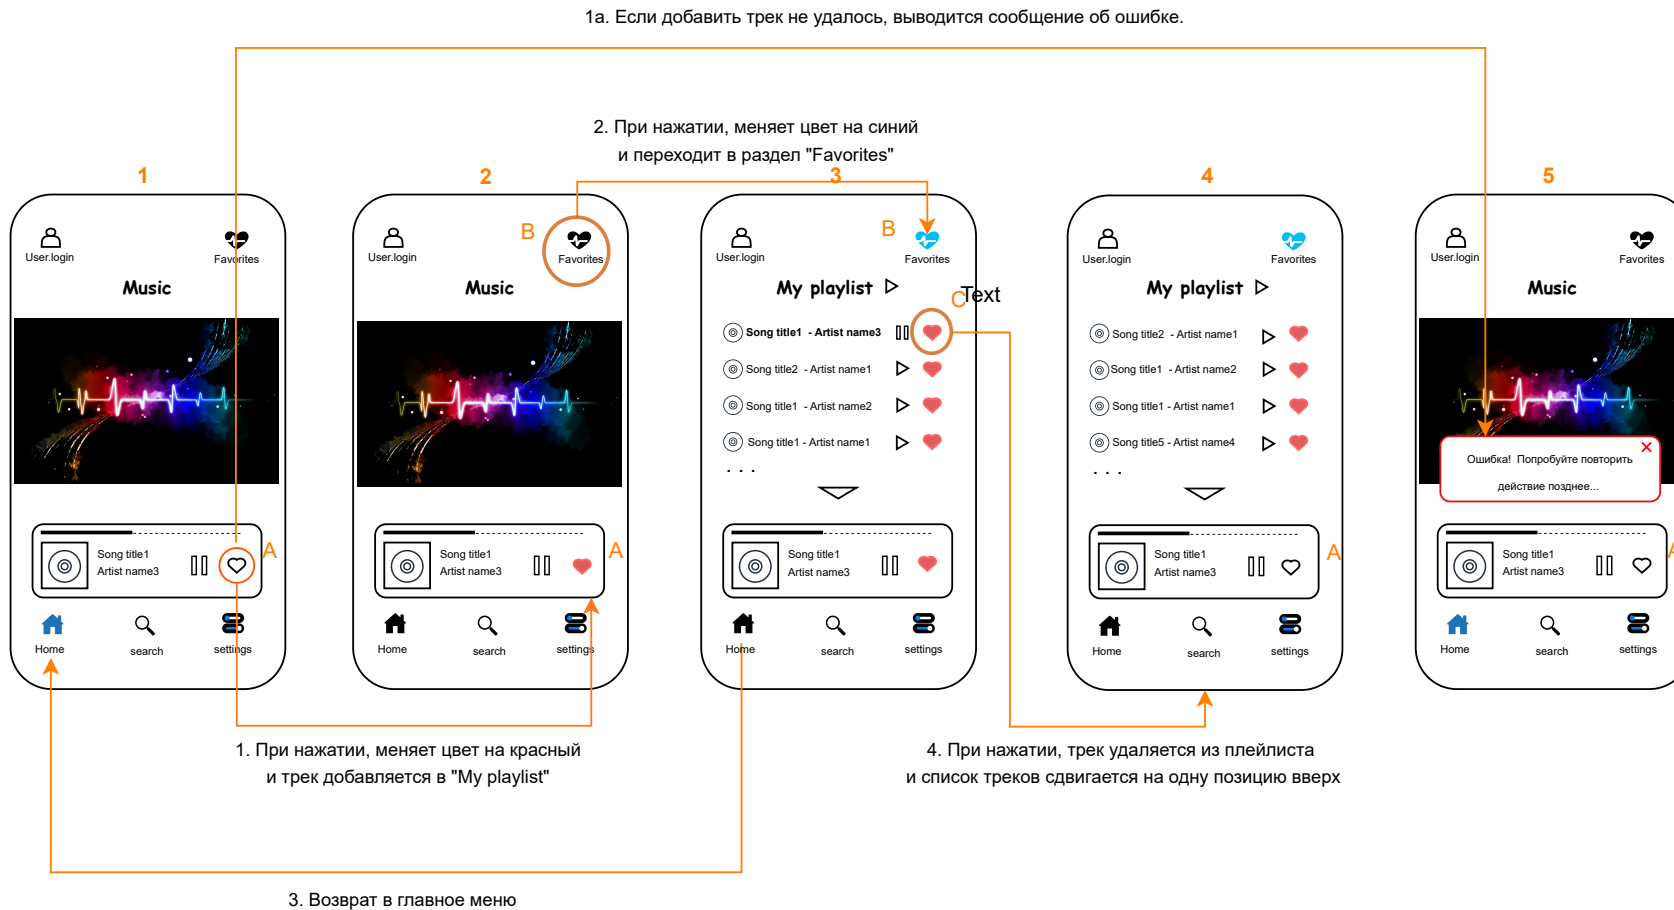 1а. Если добавить трек не удалось, выводится сообщение об ошибке.
2. При нажатии, меняет цвет на синий
и переходит в раздел "Favorites"
1
User.login
Favorites
Music
Song title1
Artist name3
A
Home
search
settings
2
B
User.login
Favorites
Music
Song title1
Artist name3
A
Home
search
settings
3
B
User.login
Favorites
My playlist
C
Text
Song title1 - Artist name3
Song title2 - Artist name1
Song title1 - Artist name2
Song title1 - Artist name1
. . .
Song title1
Artist name3
Home
search
settings
4
User.login
Favorites
My playlist
Song title2 - Artist name1
Song title1 - Artist name2
Song title1 - Artist name1
Song title5 - Artist name4
. . .
Song title1
Artist name3
A
Home
search
settings
5
User.login
Favorites
Music
Ошибка! Попробуйте повторить
действие позднее...
Song title1
Artist name3
A
Home
search
settings
1. При нажатии, меняет цвет на красный
и трек добавляется в "My playlist"
4. При нажатии, трек удаляется из плейлиста
и список треков сдвигается на одну позицию вверх
3. Возврат в главное меню